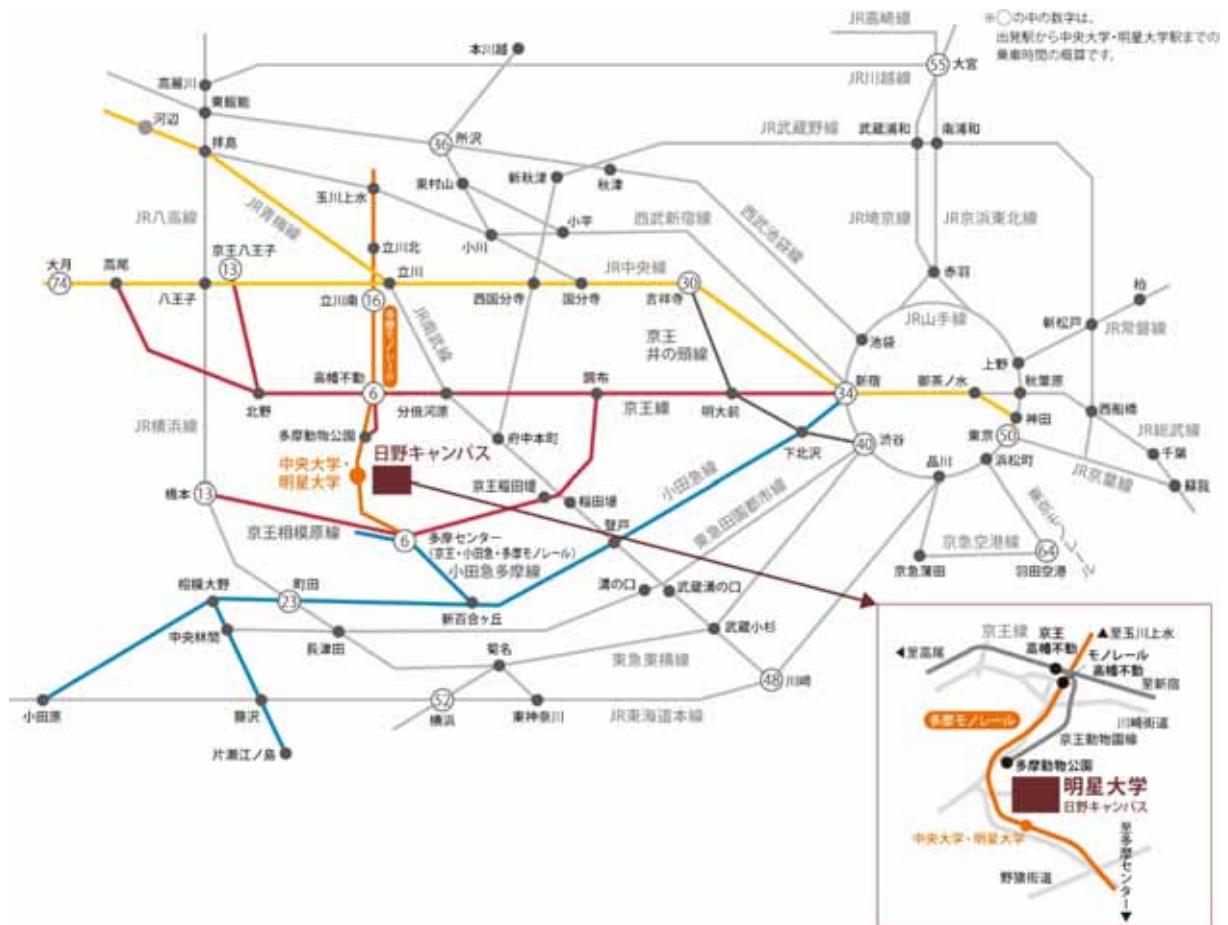 JR高崎線
※○の中の数字は、
出発駅から中央大学・明星大学駅までの
乗車時間の概算です。
本川越
高麗川
55
大宮
JR川越線
東飯能
河辺
36
所沢
JR武蔵野線
武蔵浦和
南浦和
拝島
東村山
新秋津
秋津
玉川上水
JR八高線
JR青梅線
小平
西武新宿線
西武池袋線
JR埼京線
JR京浜東北線
立川北
小川
京王八王子
13
大月
74
高尾
八王子
立川
JR中央線
30
吉祥寺
赤羽
柏
立川南
16
西国分寺
国分寺
JR山手線
新松戸
JR常磐線
多摩モノレール
JR南武線
京王
井の頭線
池袋
上野
高幡不動
6
調布
新宿
34
御茶ノ水
秋葉原
北野
分倍河原
京王線
明大前
神田
西船橋
JR横浜線
多摩動物公園
日野キャンパス
府中本町
下北沢
渋谷
40
東京
50
JR総武線
千葉
中央大学・
明星大学
品川
浜松町
JR京葉線
蘇我
橋本
13
京王稲田堤
稲田堤
小田急線
東急田園都市線
京王相模原線
6
多摩センター
(京王・小田急・多摩モノレール)
登戸
東京モノレール
京急空港線
64
小田急多摩線
京急蒲田
羽田空港
相模大野
町田
23
溝の口
武蔵溝の口
新百合ヶ丘
中央林間
長津田
武蔵小杉
菊名
東急東横線
48
川崎
小田原
藤沢
52
横浜
東神奈川
JR東海道本線
片瀬江ノ島
京王線
京王
高幡不動
▲至玉川上水
◀至高尾
モノレール
高幡不動
至新宿
多摩モノレール
川崎街道
京王動物園線
多摩動物公園
明星大学
日野キャンパス
中央大学・明星大学
至多摩センター▼
野猿街道